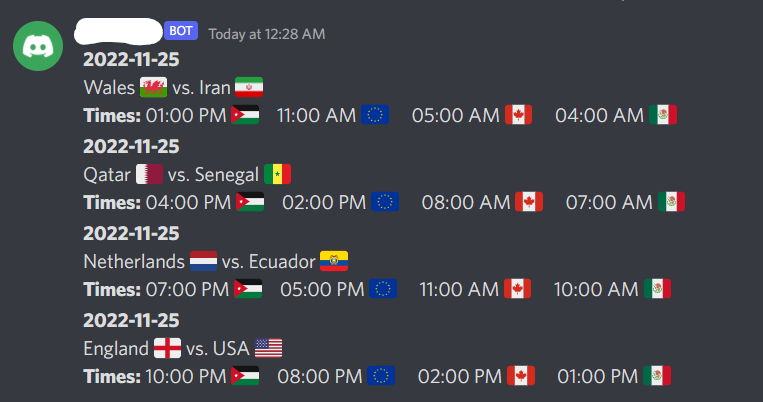 BOT Today at 12:28 AM
2022-11-25
Wales vs. Iran
Times: 01:00 PM 11:00 AM 05:00 AM 04:00 AM
2022-11-25
Qatar vs. Senegal
Times: 04:00 PM 02:00 PM 08:00 AM 07:00 AM
2022-11-25
Netherlands vs. Ecuador
Times: 07:00 PM 05:00 PM 11:00 AM 10:00 AM
2022-11-25
England vs. USA
Times: 10:00 PM 08:00 PM 02:00 PM 01:00 PM